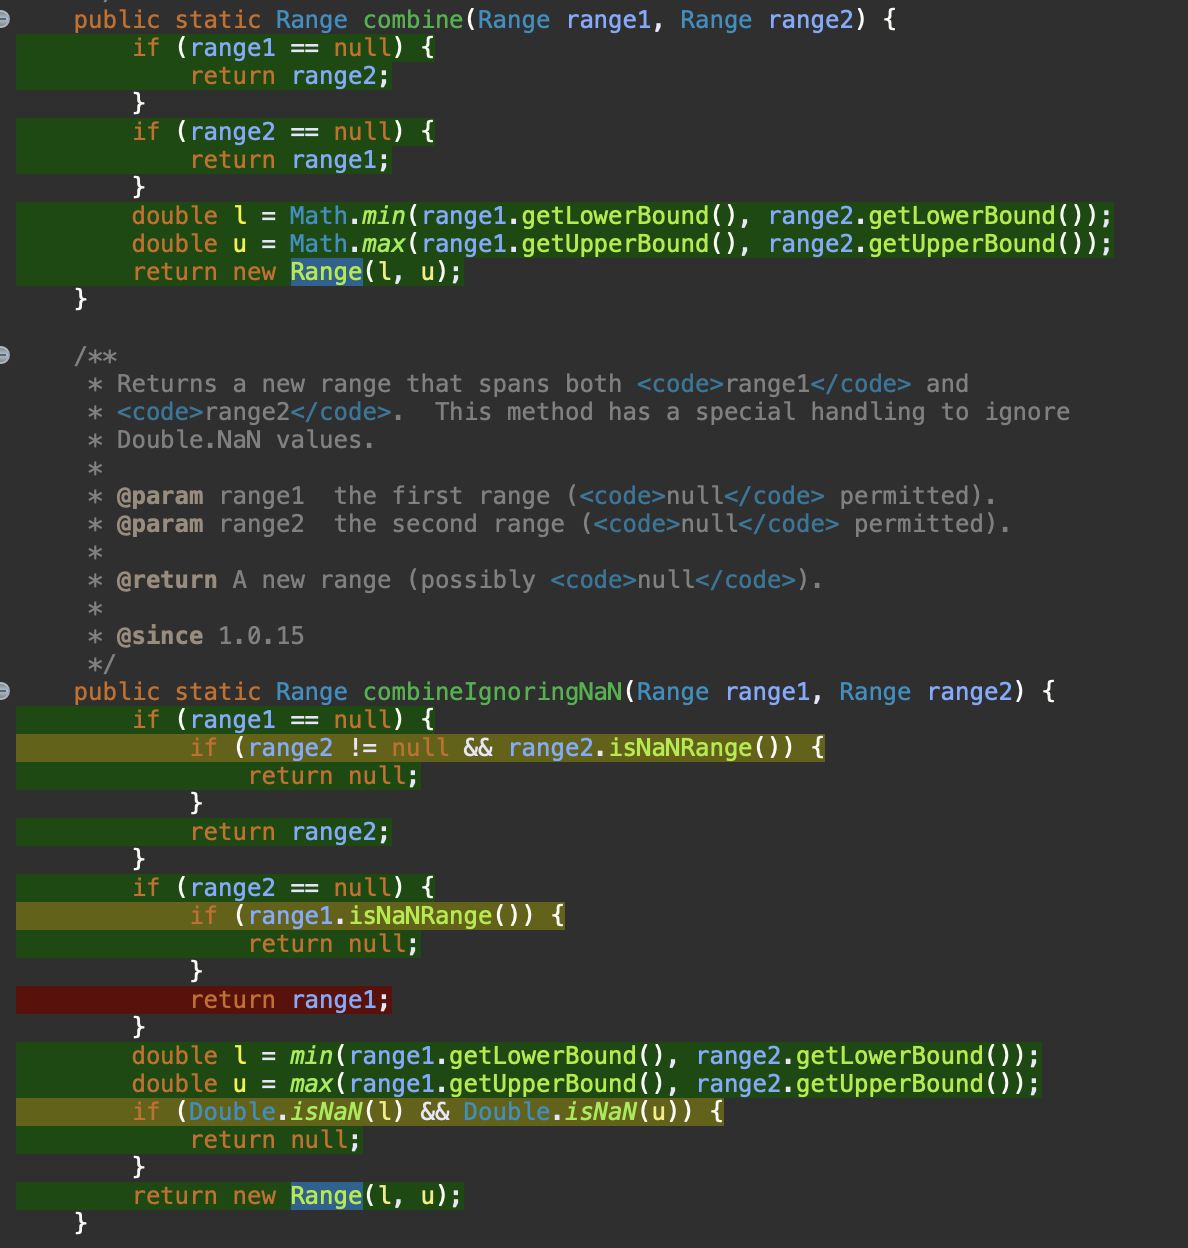 public static Range combine(Range range1, Range range2) {
if (range1 == null) {
return range2;
}
if (range2 == null) {
return range1;
}
double l = Math.min(range1.getLowerBound(), range2.getLowerBound());
double u = Math.max(range1.getUpperBound(), range2.getUpperBound());
return new Range(l, u);
}
/**
* Returns a new range that spans both <code>range1</code> and
* <code>range2</code>.  This method has a special handling to ignore
* Double.NaN values.
*
* @param range1  the first range (<code>null</code> permitted).
* @param range2  the second range (<code>null</code> permitted).
*
* @return A new range (possibly <code>null</code>).
*
* @since 1.0.15
*/
public static Range combineIgnoringNaN(Range range1, Range range2) {
if (range1 == null) {
if (range2 != null && range2.isNaNRange()) {
return null;
}
return range2;
}
if (range2 == null) {
if (range1.isNaNRange()) {
return null;
}
return range1;
}
double l = min(range1.getLowerBound(), range2.getLowerBound());
double u = max(range1.getUpperBound(), range2.getUpperBound());
if (Double.isNaN(l) && Double.isNaN(u)) {
return null;
}
return new Range(l, u);
}